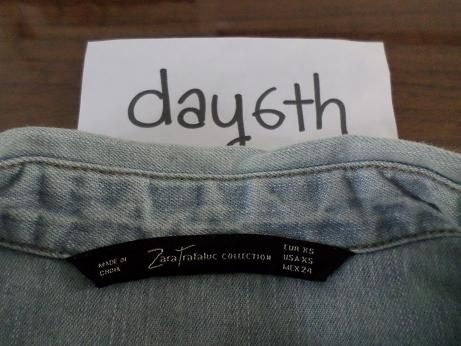 day6th
MADE IN
CHINA
Zara Trafaluc COLLECTION
EUR XS
USA XS
MEX 24